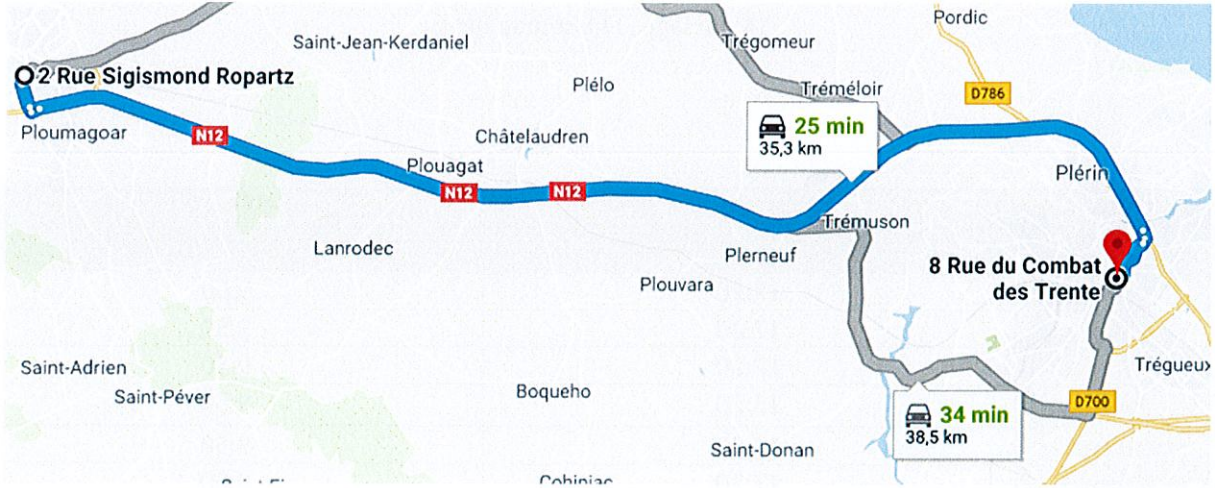 Pordic
Saint-Jean-Kerdaniel
Trégomeur
2 Rue Sigismond Ropartz
Plélo
Tréméloir
D786
25 min
35,3 km
Ploumagoar
N12
Châtelaudren
Plouagat
Plérin
N12
N12
Trémuson
Lanrodec
Plerneuf
8 Rue du Combat
des Trente
Plouvara
Saint-Adrien
Trégueux
Saint-Péver
Boqueho
D700
34 min
38,5 km
Saint-Donan